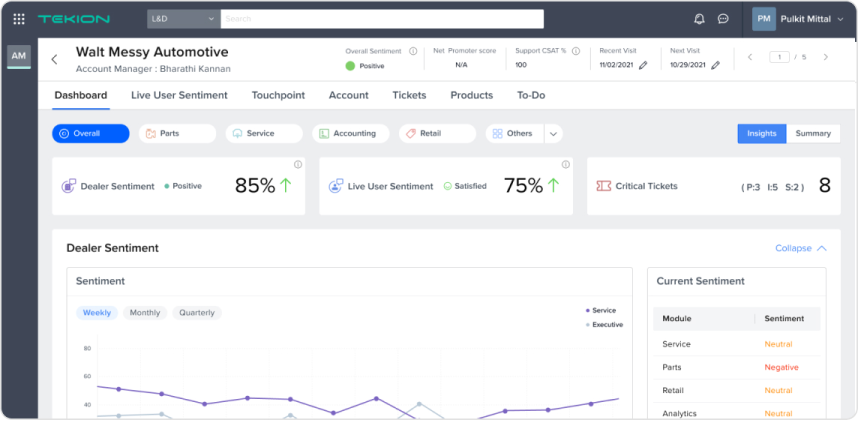 TEKION L&D Search PM Pulkit Mittal
AM
Walt Messy Automotive
Account Manager : Bharathi Kannan
Overall Sentiment Net Promoter score Support CSAT % Recent Visit Next Visit
Positive N/A 100 11/02/2021 10/29/2021 1 / 5
Dashboard Live User Sentiment Touchpoint Account Tickets Products To-Do
Overall Parts Service Accounting Retail Others Insights Summary
Dealer Sentiment Positive 85% Live User Sentiment Satisfied 75% Critical Tickets ( P:3 I:5 S:2 ) 8
Dealer Sentiment Collapse
Sentiment
Weekly Monthly Quarterly
Service
Executive
80
60
40
Current Sentiment
Module Sentiment
Service Neutral
Parts Negative
Retail Neutral
Analytics Neutral